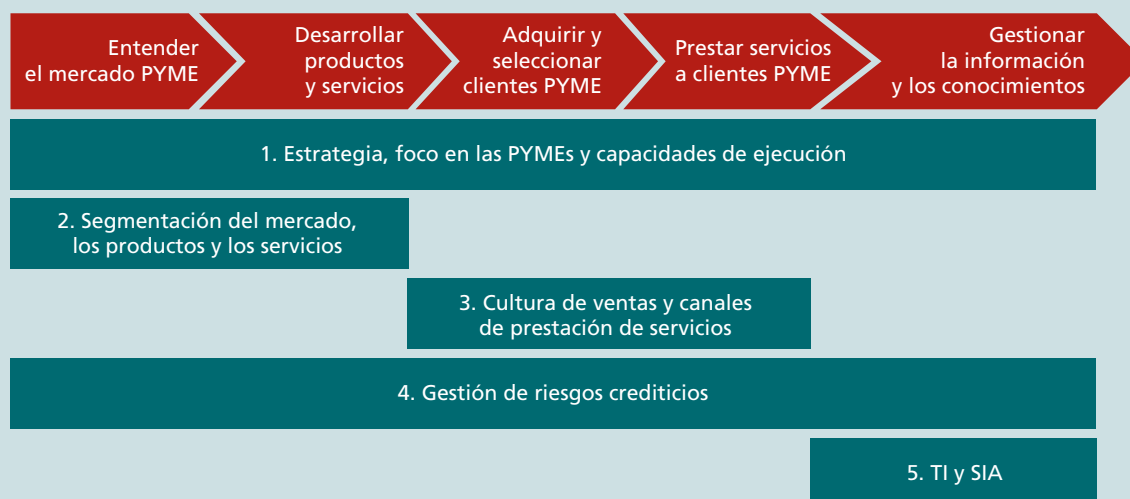 Entender
el mercado PYME
Desarrollar
productos
y servicios
Adquirir y
seleccionar
clientes PYME
Prestar servicios
a clientes PYME
Gestionar
la información
y los conocimientos
1. Estrategia, foco en las PYMEs y capacidades de ejecución
2. Segmentación del mercado,
los productos y los servicios
3. Cultura de ventas y canales
de prestación de servicios
4. Gestión de riesgos crediticios
5. TI y SIA